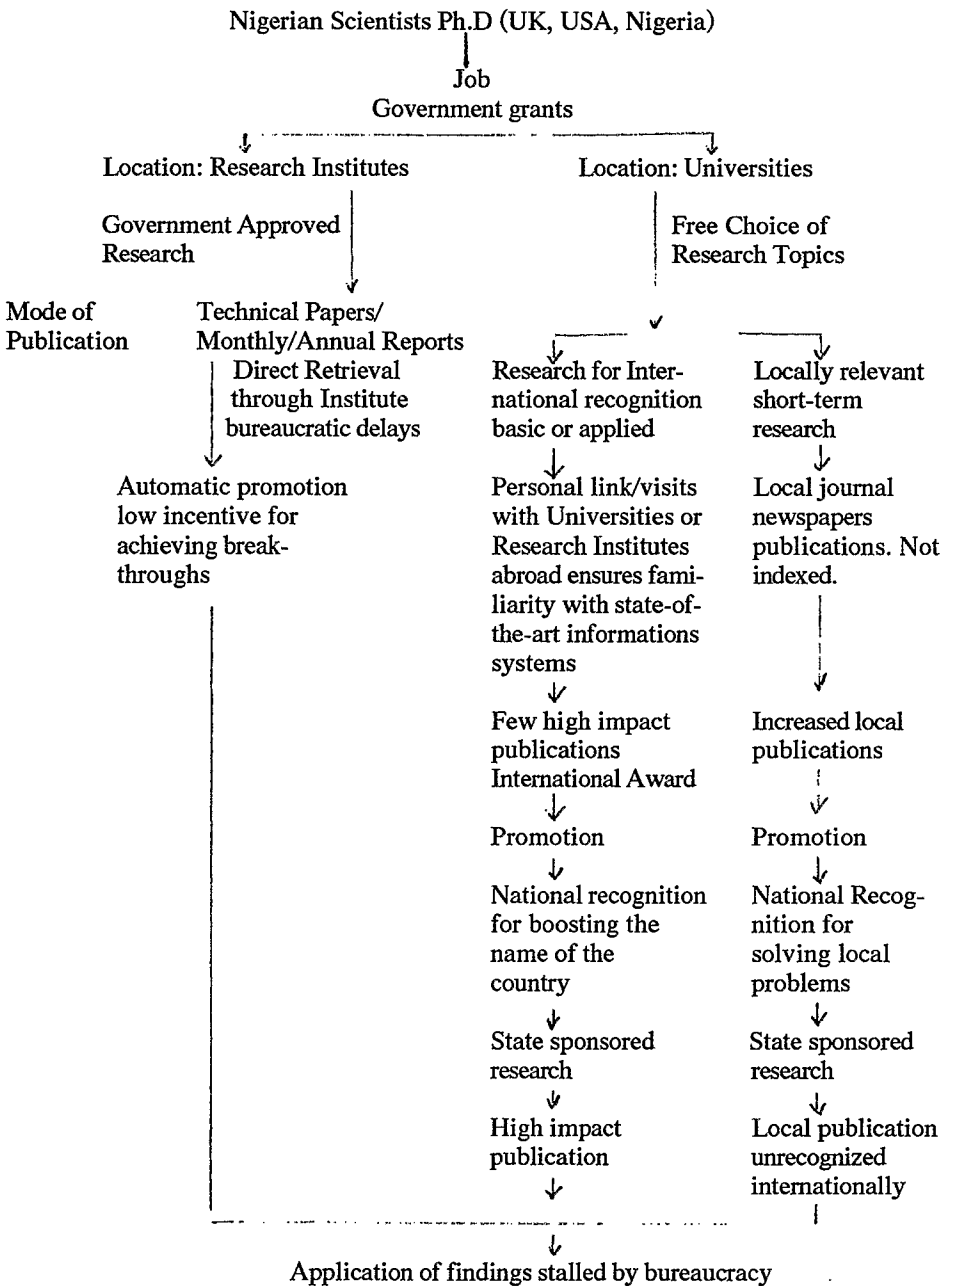 Nigerian Scientists Ph.D (UK, USA, Nigeria)
Job
Government grants
Location: Research Institutes
Location: Universities
Government Approved
Research
Free Choice of
Research Topics
Mode of
Publication
Technical Papers/
Monthly/Annual Reports
Direct Retrieval
through Institute
bureaucratic delays
Automatic promotion
low incentive for
achieving break-
throughs
Research for Inter-
national recognition
basic or applied
Personal link/visits
with Universities or
Research Institutes
abroad ensures fami-
liarity with state-of-
the-art informations
systems
Few high impact
publications
International Award
Promotion
National recognition
for boosting the
name of the
country
State sponsored
research
High impact
publication
Locally relevant
short-term
research
Local journal
newspapers
publications. Not
indexed.
Increased local
publications
Promotion
National Recog-
nition for
solving local
problems
State sponsored
research
Local publication
unrecognized
internationally
Application of findings stalled by bureaucracy